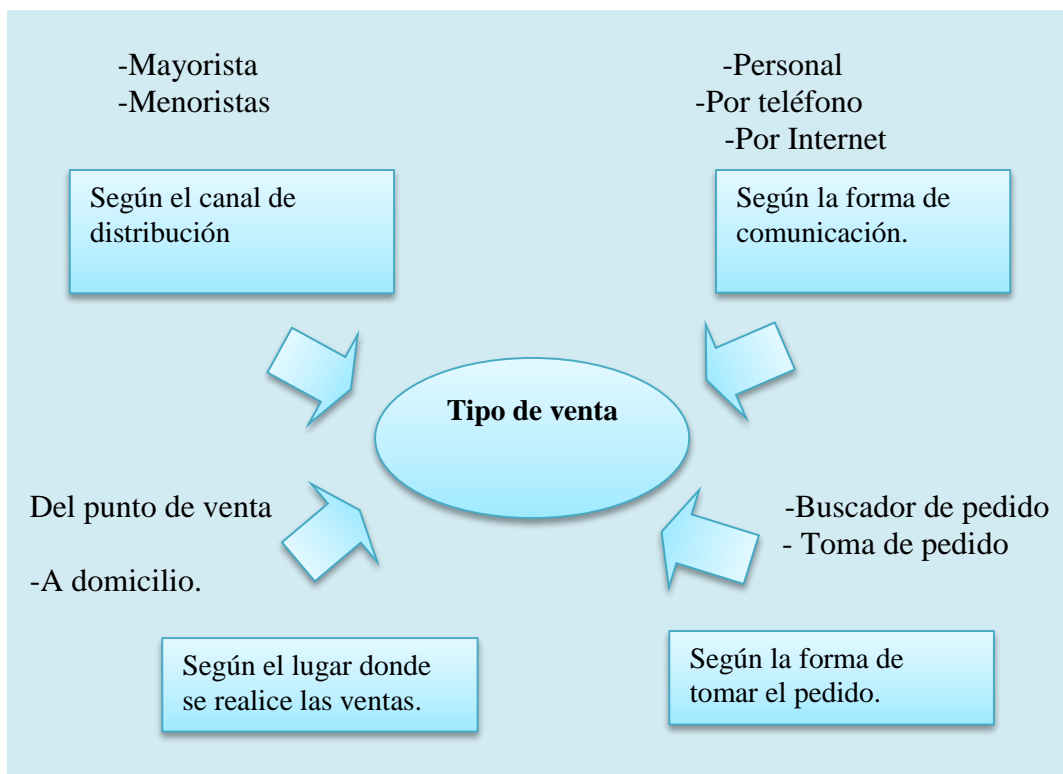 -Mayorista
-Menoristas
Según el canal de
distribución
-Personal
-Por teléfono
-Por Internet
Según la forma de
comunicación.
Tipo de venta
Del punto de venta
-A domicilio.
Según el lugar donde
se realice las ventas.
-Buscador de pedido
- Toma de pedido
Según la forma de
tomar el pedido.